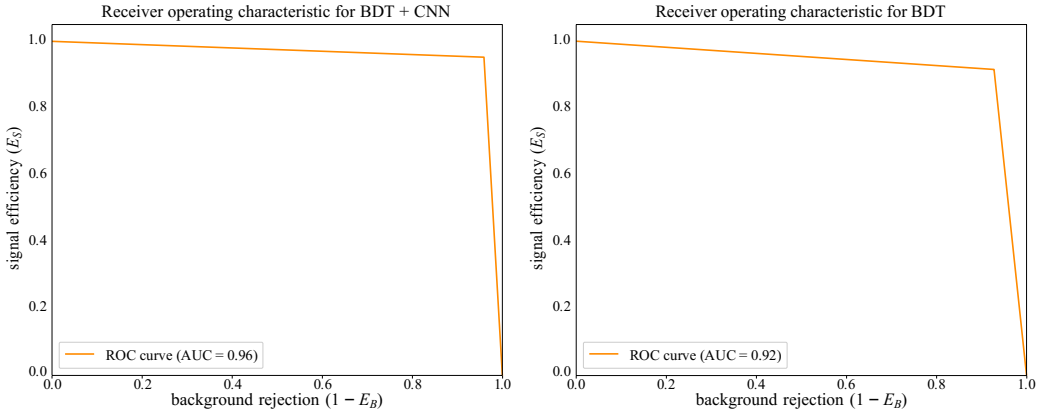 Receiver operating characteristic for BDT + CNN
1.0
0.8
0.6
0.4
0.2
0.0
signal efficiency (E_S)
ROC curve (AUC = 0.96)
0.0 0.2 0.4 0.6 0.8 1.0
background rejection (1 − E_B)
Receiver operating characteristic for BDT
1.0
0.8
0.6
0.4
0.2
0.0
signal efficiency (E_S)
ROC curve (AUC = 0.92)
0.0 0.2 0.4 0.6 0.8 1.0
background rejection (1 − E_B)